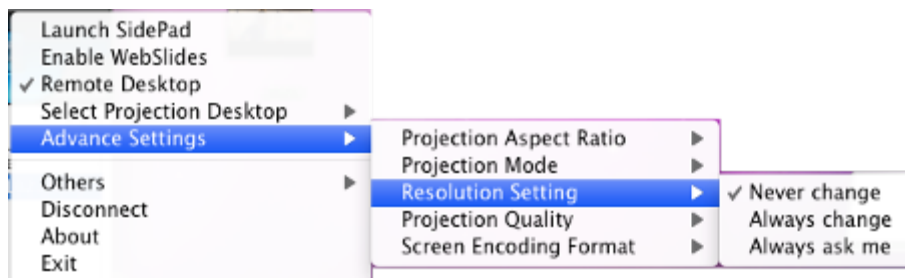 Launch SidePad
Enable WebSlides
✓ Remote Desktop
Select Projection Desktop
Advance Settings
Others
Disconnect
About
Exit
Projection Aspect Ratio
Projection Mode
Resolution Setting
Projection Quality
Screen Encoding Format
✓ Never change
Always change
Always ask me